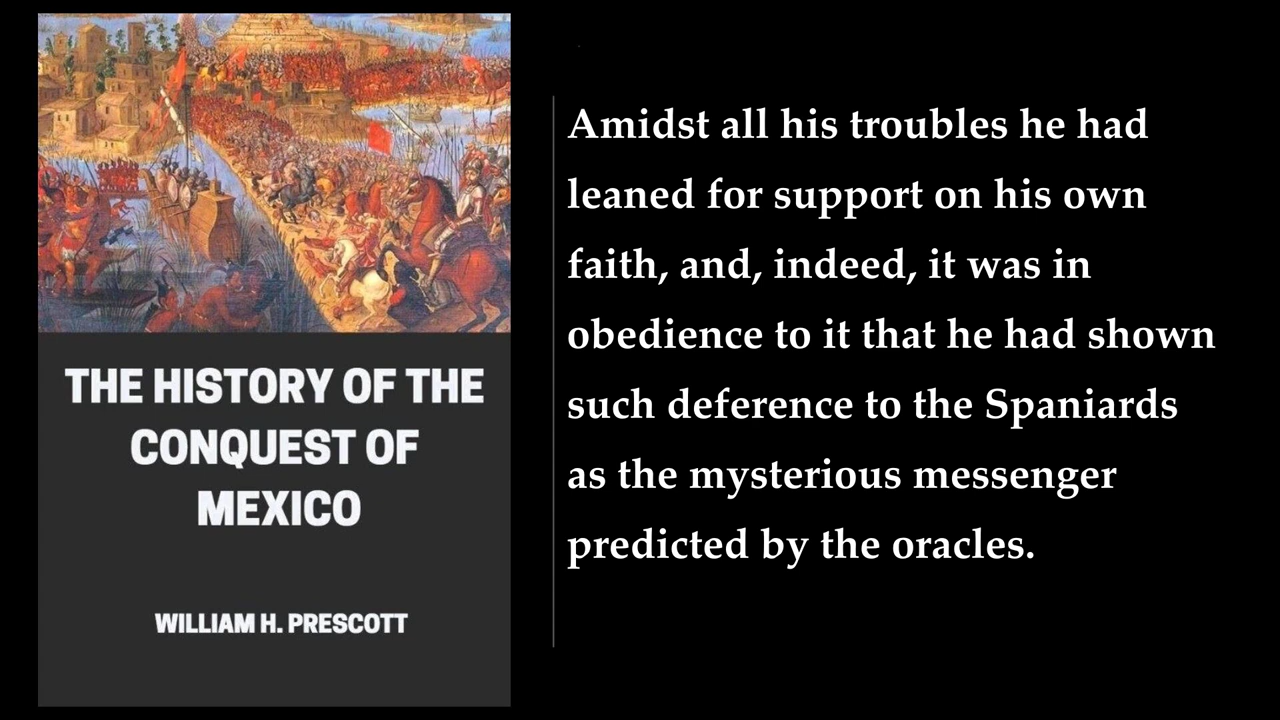 THE HISTORY OF THE
CONQUEST OF
MEXICO
WILLIAM H. PRESCOTT
Amidst all his troubles he had
leaned for support on his own
faith, and, indeed, it was in
obedience to it that he had shown
such deference to the Spaniards
as the mysterious messenger
predicted by the oracles.